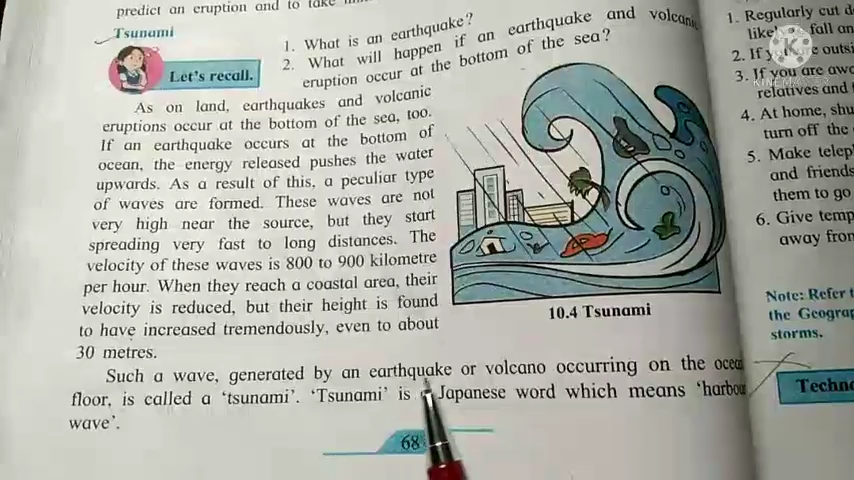 predict an eruption and to take
Tsunami
Let's recall.
1. What is an earthquake?
2. What will happen if an earthquake and volcanic
eruption occur at the bottom of the sea?
As on land, earthquakes and volcanic
eruptions occur at the bottom of the sea, too.
If an earthquake occurs at the bottom of
ocean, the energy released pushes the water
upwards. As a result of this, a peculiar type
of waves are formed. These waves are not
very high near the source, but they start
spreading very fast to long distances. The
velocity of these waves is 800 to 900 kilometre
per hour. When they reach a coastal area, their
velocity is reduced, but their height is found
to have increased tremendously, even to about
30 metres.
10.4 Tsunami
Such a wave, generated by an earthquake or volcano occurring on the ocean
floor, is called a 'tsunami'. 'Tsunami' is a Japanese word which means 'harbour
wave'.
68
1. Regularly cut
fall an
2. If
3. If you are
relatives and
4. At home,
turn off the
5. Make
and friends
them to go
6. Give
away
Note: Refer
the
storms.
K
KINEMASTER